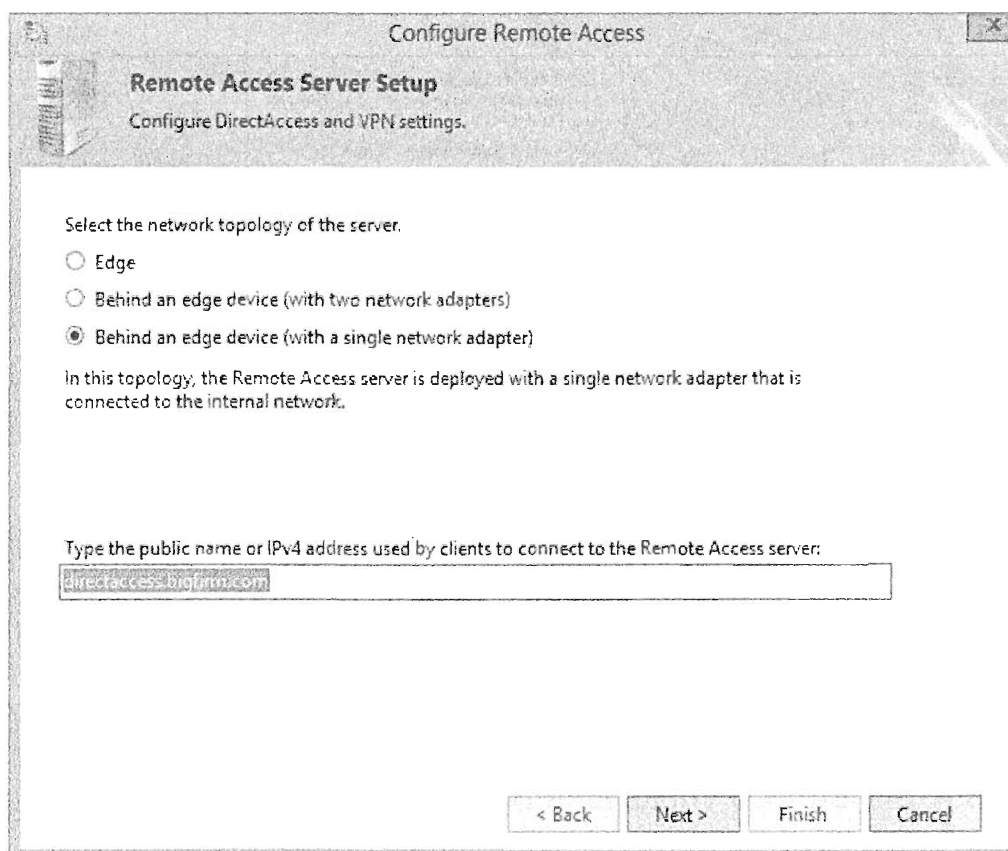 Configure Remote Access
Remote Access Server Setup
Configure DirectAccess and VPN settings.
Select the network topology of the server.
Edge
Behind an edge device (with two network adapters)
Behind an edge device (with a single network adapter)
In this topology, the Remote Access server is deployed with a single network adapter that is
connected to the internal network.
Type the public name or IPv4 address used by clients to connect to the Remote Access server:
directaccess.bigfirm.com
< Back Next > Finish Cancel